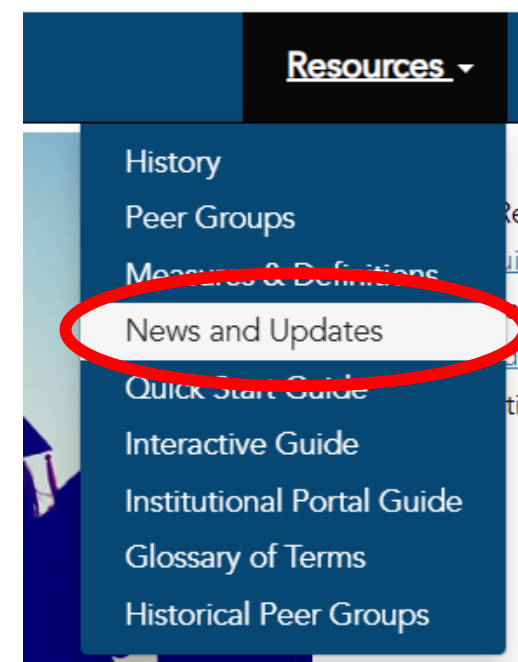 Resources
History
Peer Groups
Measures & Definitions
News and Updates
Quick Start Guide
Interactive Guide
Institutional Portal Guide
Glossary of Terms
Historical Peer Groups